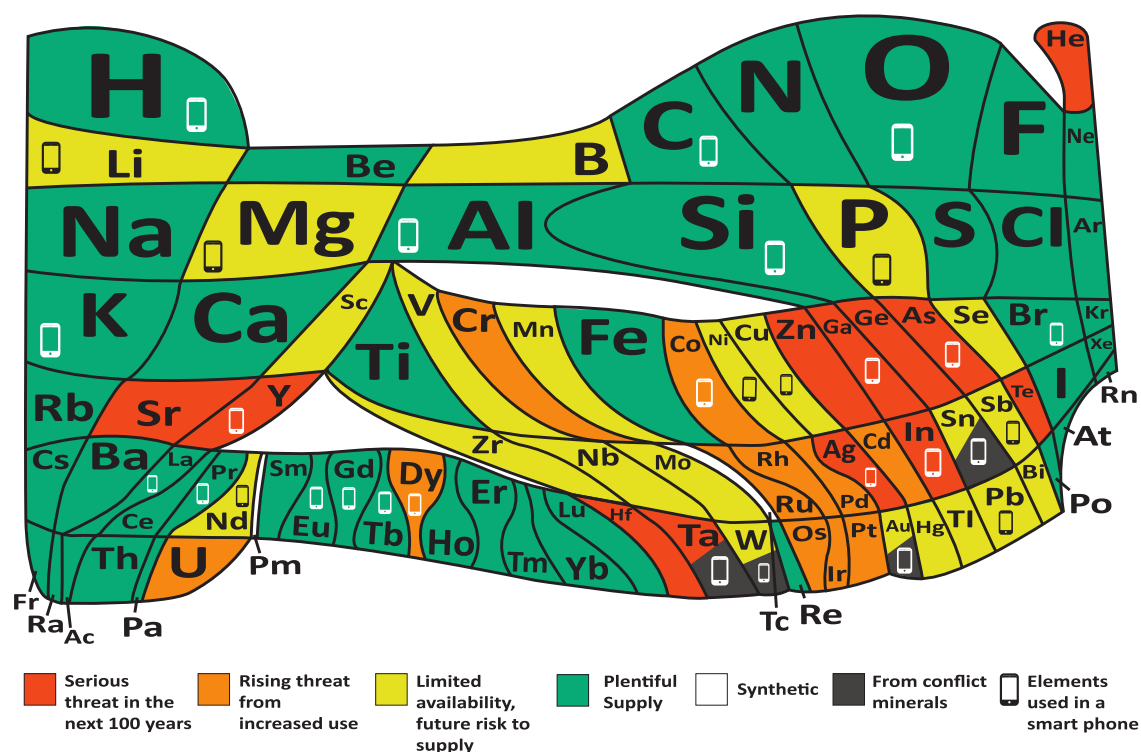 H
He
C
N
O
F
Ne
Li
Be
B
Na
Mg
Al
Si
P
S
Cl
Ar
K
Ca
Sc
Ti
V
Cr
Mn
Fe
Co
Ni
Cu
Zn
Ga
Ge
As
Se
Br
Kr
Xe
Rn
Rb
Sr
Y
Zr
Nb
Mo
Rh
Ru
Pd
Ag
Cd
In
Sn
Sb
Te
I
At
Po
Cs
Ba
La
Ce
Pr
Nd
Pm
Sm
Eu
Gd
Tb
Dy
Ho
Er
Tm
Yb
Lu
Hf
Ta
W
Tc
Re
Os
Ir
Pt
Au
Hg
Tl
Pb
Bi
Fr
Ra
Ac
Th
Pa
U
Serious
threat in the
next 100 years
Rising threat
from
increased use
Limited
availability,
future risk to
supply
Plentiful
Supply
Synthetic
From conflict
minerals
Elements
used in a
smart phone